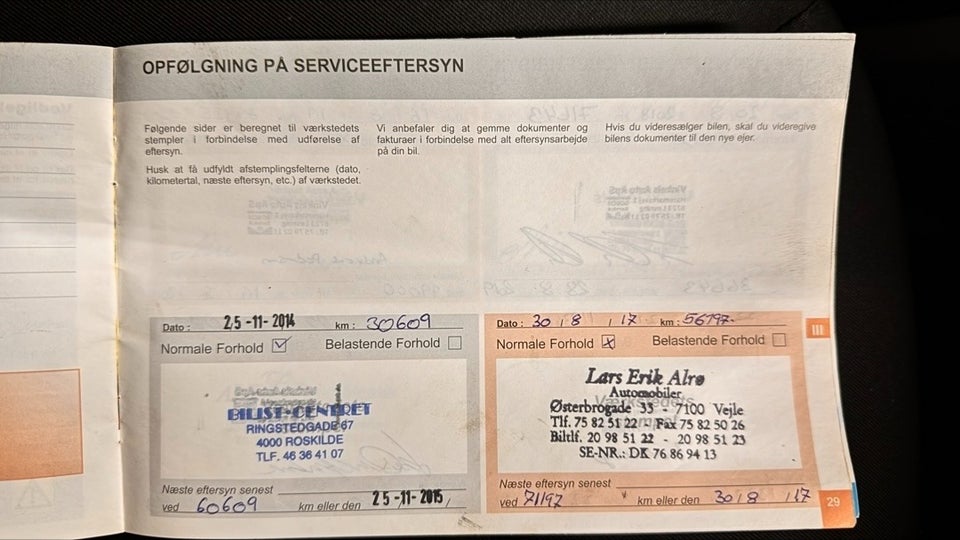 OPFØLGNING PÅ SERVICEEFTERSYN
Følgende sider er beregnet til værkstedets
stempler i forbindelse med udførelse af
eftersyn.
Husk at få udfyldt afstemplingsfelterne (dato,
kilometertal, næste eftersyn, etc.) af værkstedet.
Vi anbefaler dig at gemme dokumenter og
fakturaer i forbindelse med alt eftersynsarbejde
på din bil.
Hvis du videresælger bilen, skal du videregive
bilens dokumenter til den nye ejer.
Dato : 25-11-2014 km : 30609
Normale Forhold Belastende Forhold
BILIST-CENTRET
RINGSTEDGADE 67
4000 ROSKILDE
TLF. 46 36 41 07
Næste eftersyn senest
ved 60609 km eller den 25-11-2015
Dato : 30 / 8 / 17 km : 56197-
Normale Forhold X Belastende Forhold
Lars Erik Alrø
Automobiler
Østerbrogade 33 - 7100 Vejle
Tlf. 75 82 51 22 - Fax 75 82 50 26
Biltlf. 20 98 51 22 - 20 98 51 23
SE-NR.: DK 76 86 94 13
Næste eftersyn senest
ved 71197 km eller den 30 / 8 / 17
III
29